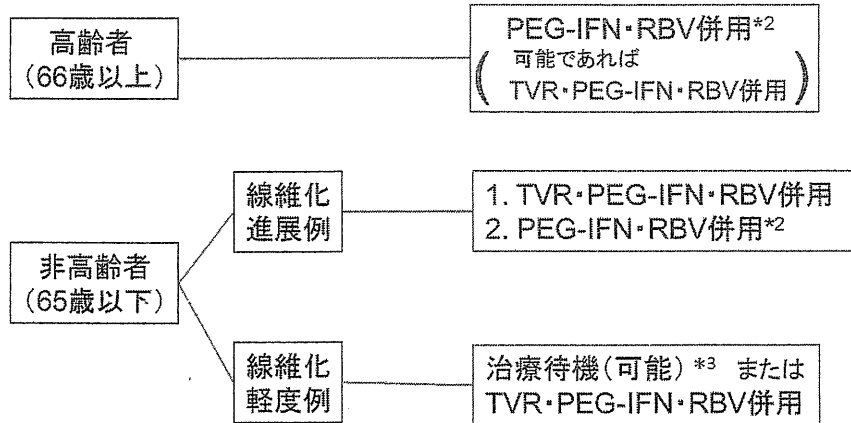 高齢者
（66歳以上）
PEG-IFN・RBV併用*2
（可能であれば
TVR・PEG-IFN・RBV併用）
線維化
進展例
1. TVR・PEG-IFN・RBV併用
2. PEG-IFN・RBV併用*2
非高齢者
（65歳以下）
線維化
軽度例
治療待機（可能）*3 または
TVR・PEG-IFN・RBV併用